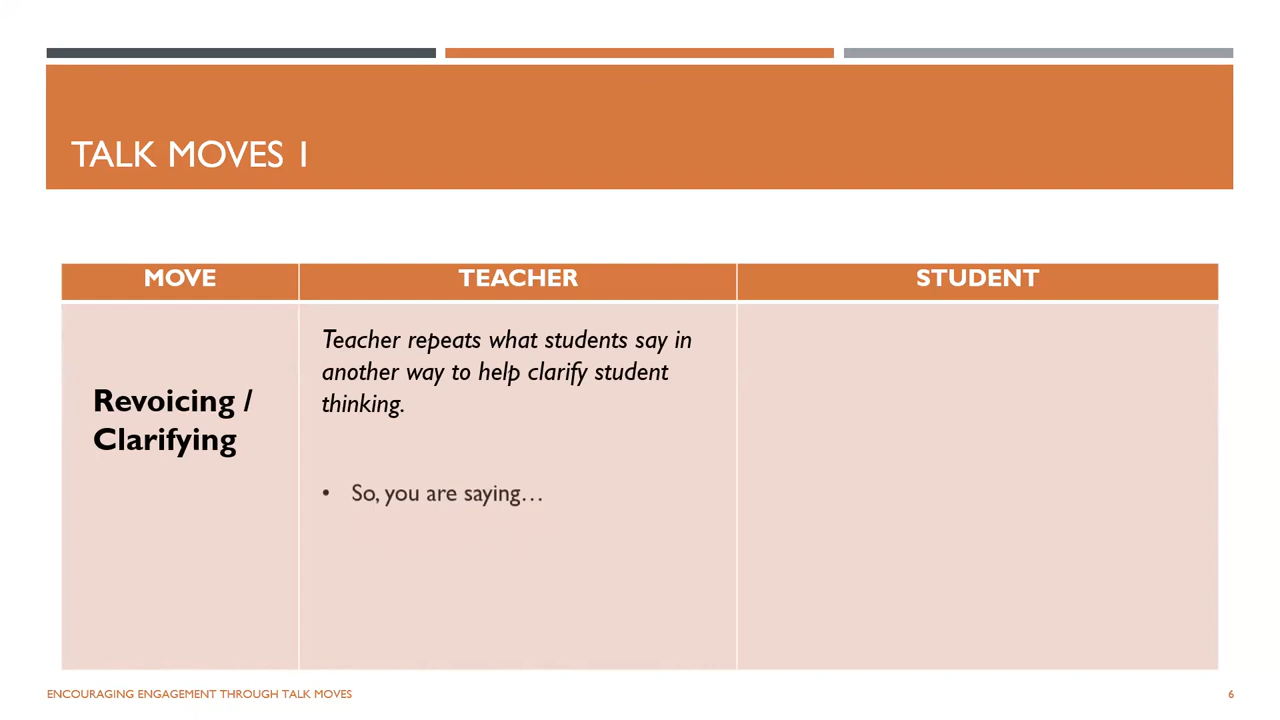 TALK MOVES 1
MOVE
TEACHER
STUDENT
Revoicing /
Clarifying
Teacher repeats what students say in
another way to help clarify student
thinking.
• So, you are saying…
ENCOURAGING ENGAGEMENT THROUGH TALK MOVES
6